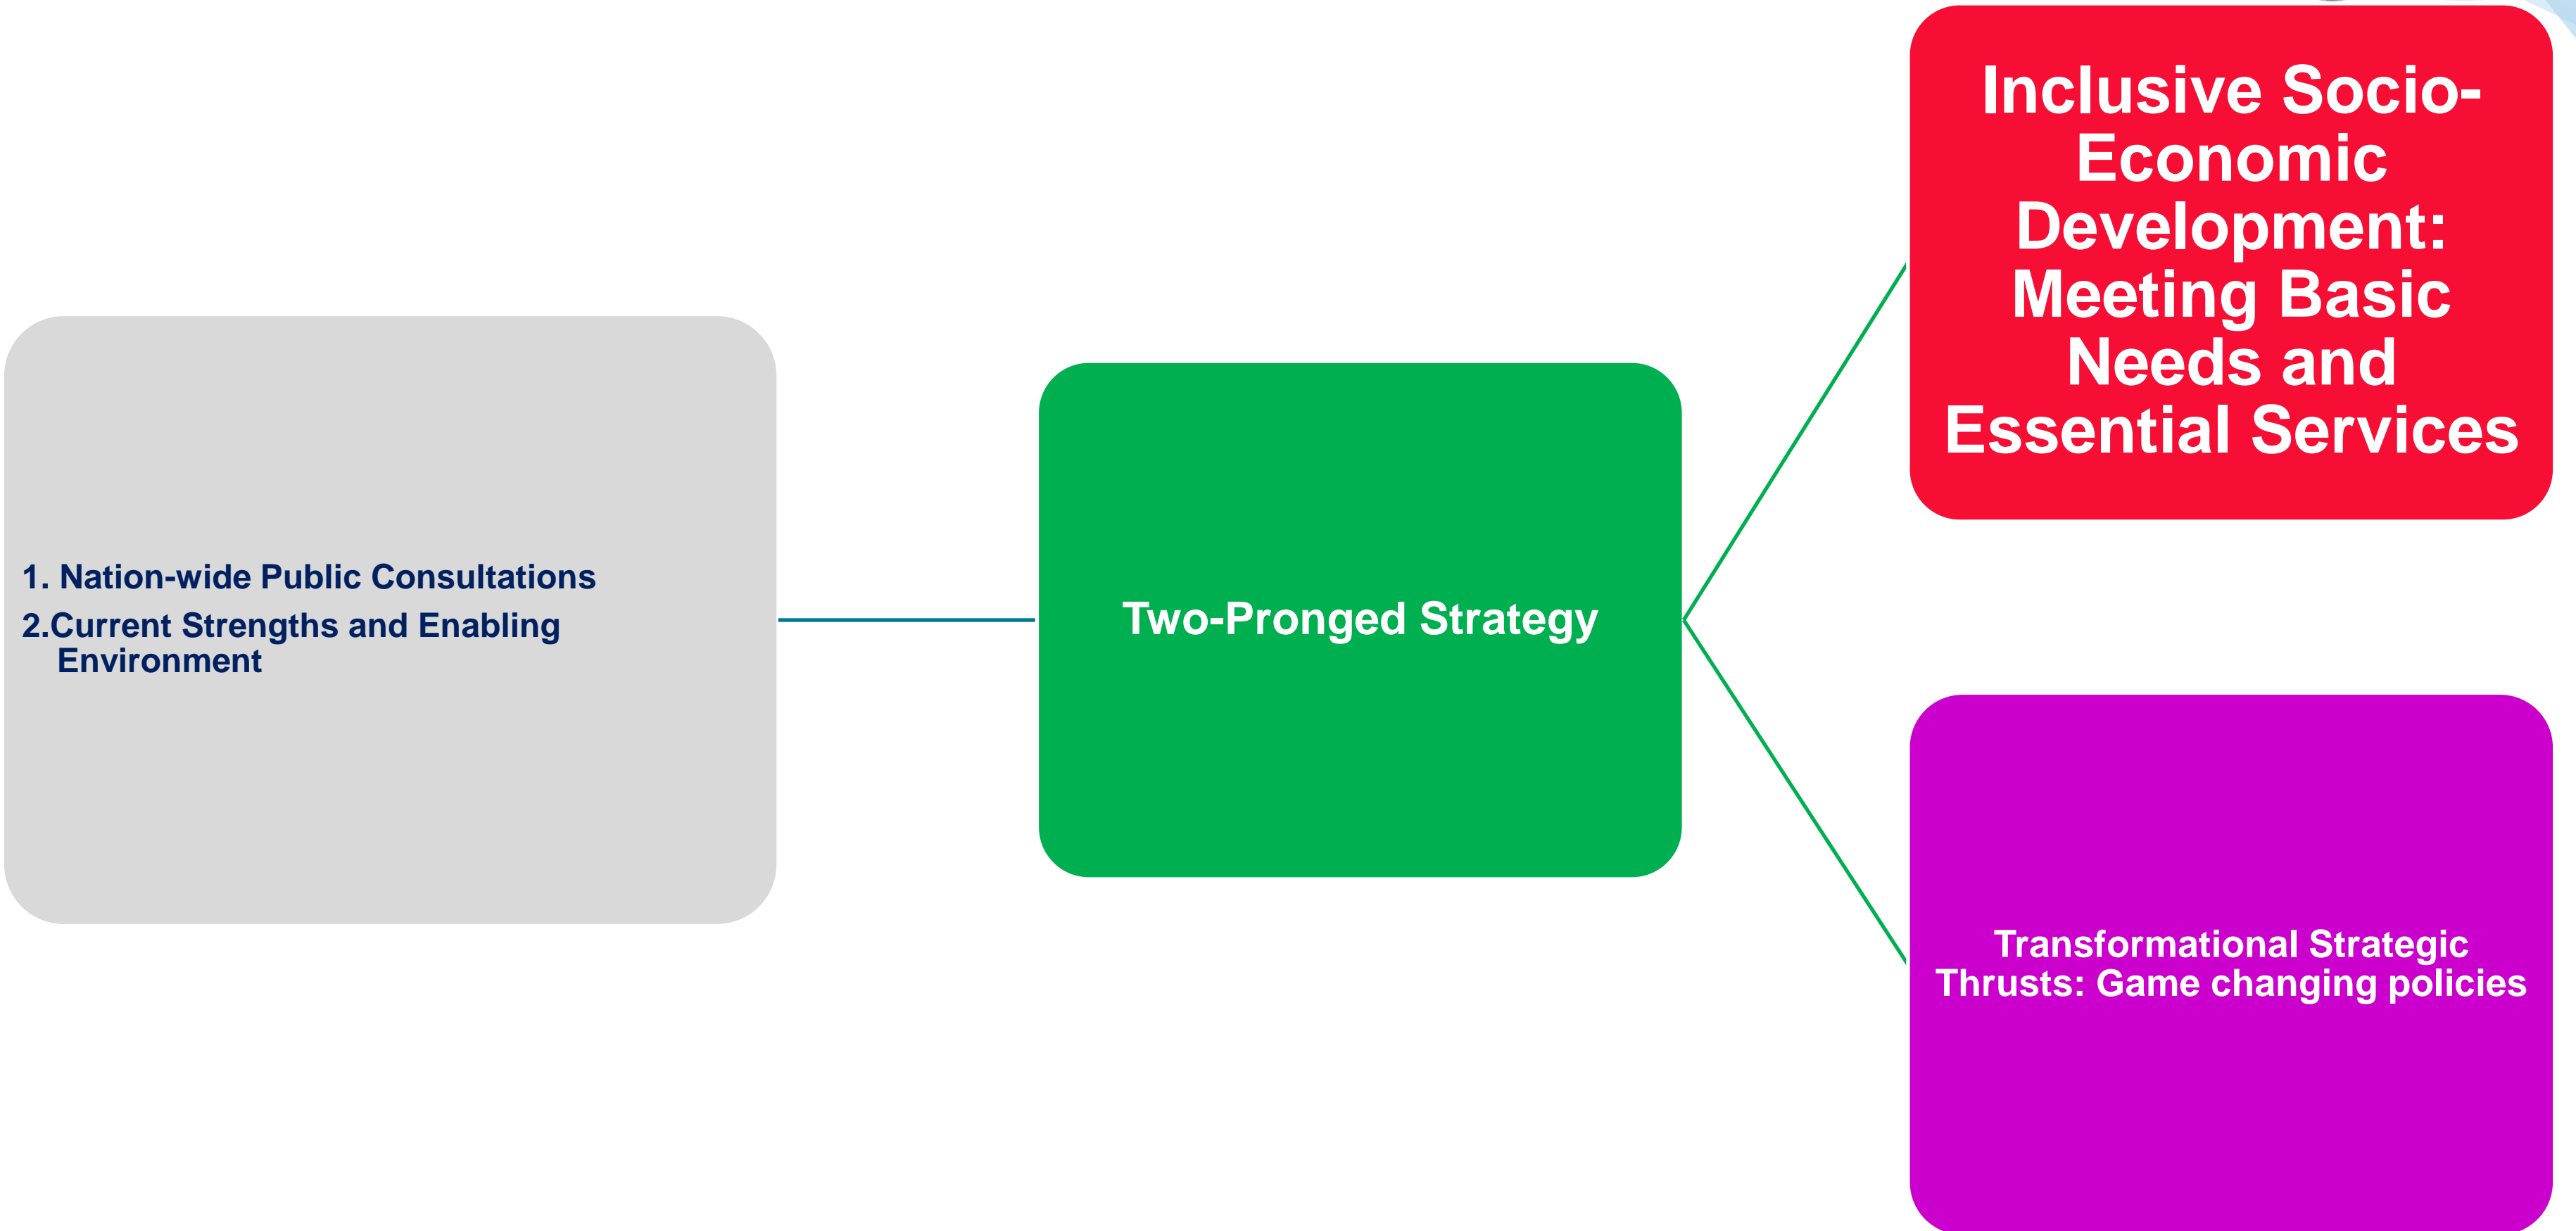 1. Nation-wide Public Consultations
2.Current Strengths and Enabling
Environment
Two-Pronged Strategy
Inclusive Socio-
Economic
Development:
Meeting Basic
Needs and
Essential Services
Transformational Strategic
Thrusts: Game changing policies